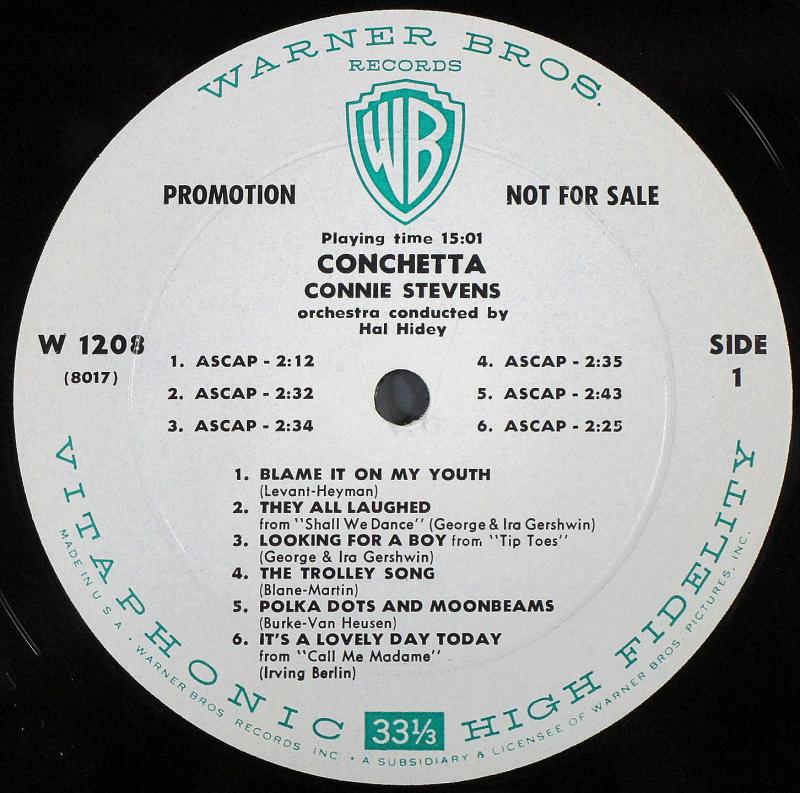 WARNER BROS.
RECORDS
WB
PROMOTION NOT FOR SALE
Playing time 15:01
CONCHETTA
CONNIE STEVENS
orchestra conducted by
Hal Hidey
W 1208
(8017)
SIDE
1
1. ASCAP - 2:12
2. ASCAP - 2:32
3. ASCAP - 2:34
4. ASCAP - 2:35
5. ASCAP - 2:43
6. ASCAP - 2:25
1. BLAME IT ON MY YOUTH
(Levant-Heyman)
2. THEY ALL LAUGHED
from "Shall We Dance" (George & Ira Gershwin)
3. LOOKING FOR A BOY from "Tip Toes"
(George & Ira Gershwin)
4. THE TROLLEY SONG
(Blane-Martin)
5. POLKA DOTS AND MOONBEAMS
(Burke-Van Heusen)
6. IT'S A LOVELY DAY TODAY
from "Call Me Madame"
(Irving Berlin)
VITAPHONIC HIGH FIDELITY
33⅓
MADE IN U.S.A. • WARNER BROS. RECORDS INC. • A SUBSIDIARY & LICENSEE OF WARNER BROS. PICTURES, INC.